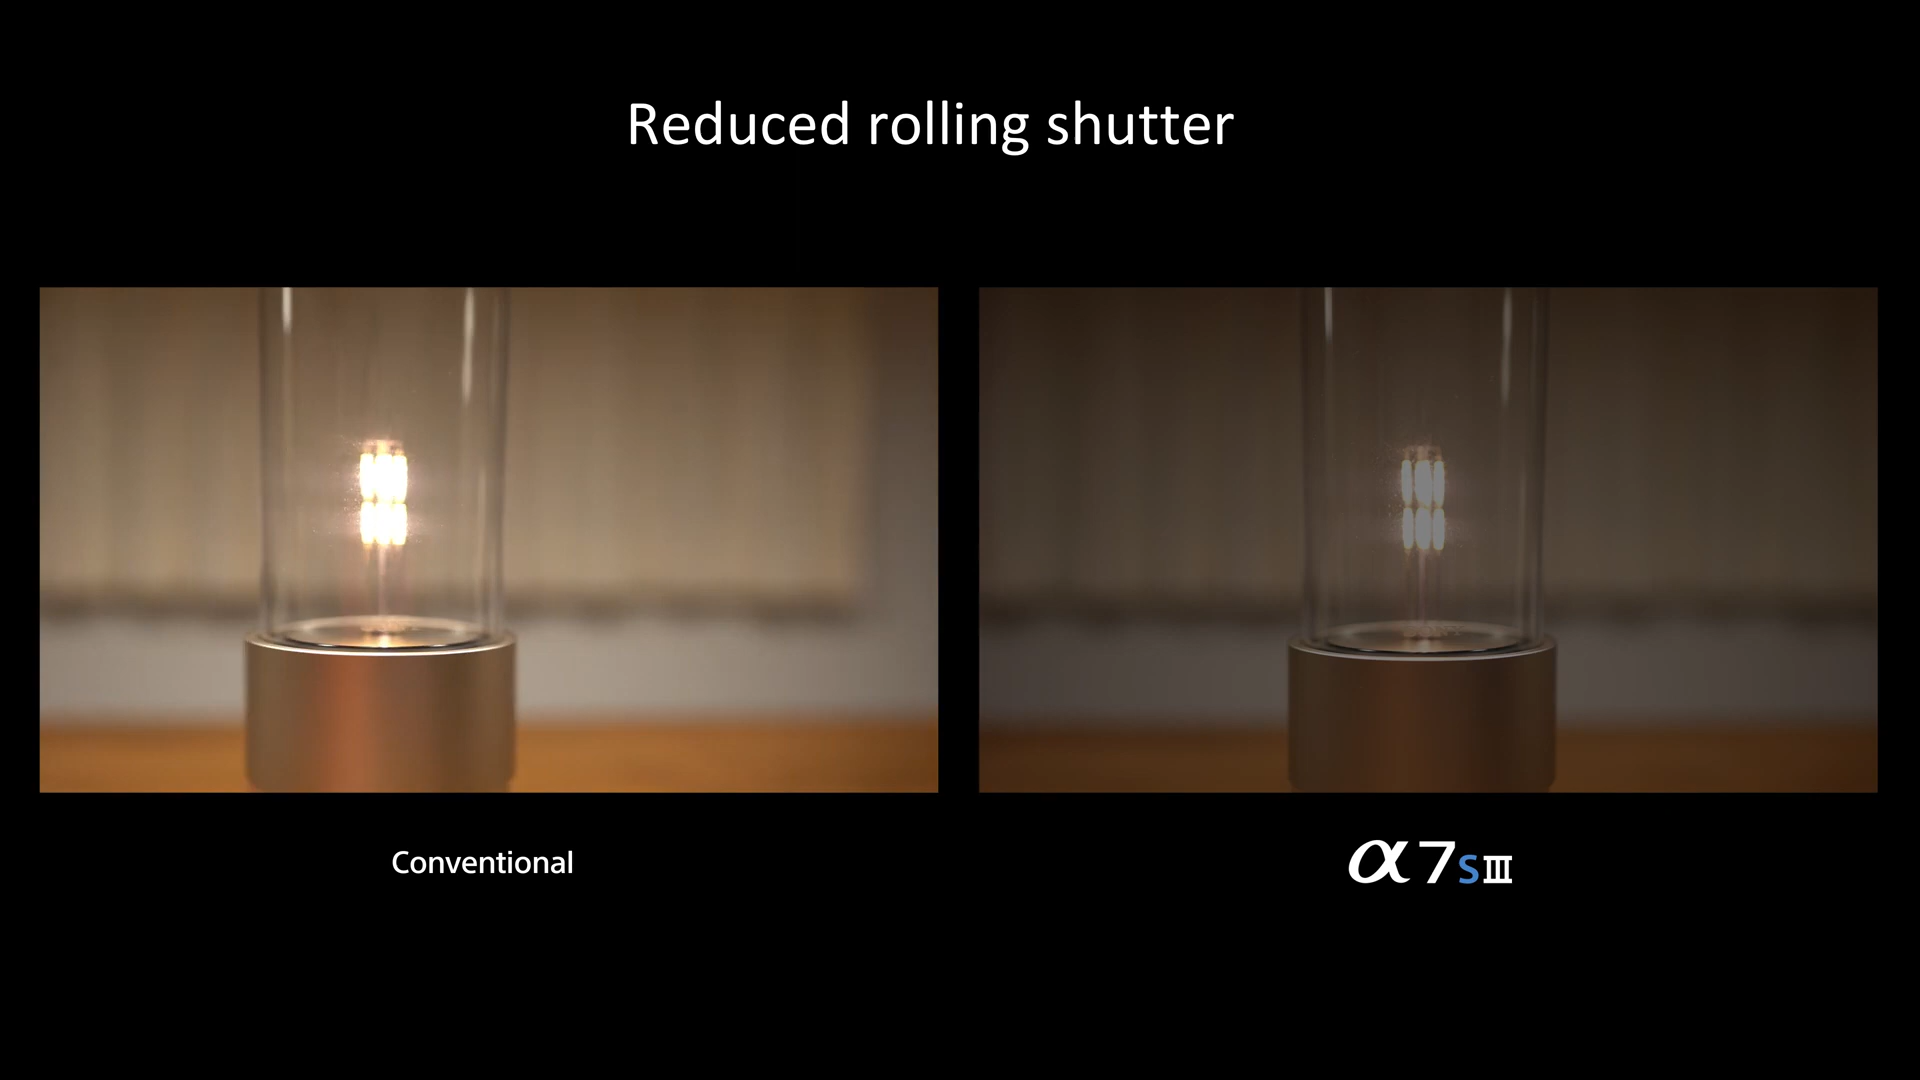 Reduced rolling shutter
Conventional
α7SIII